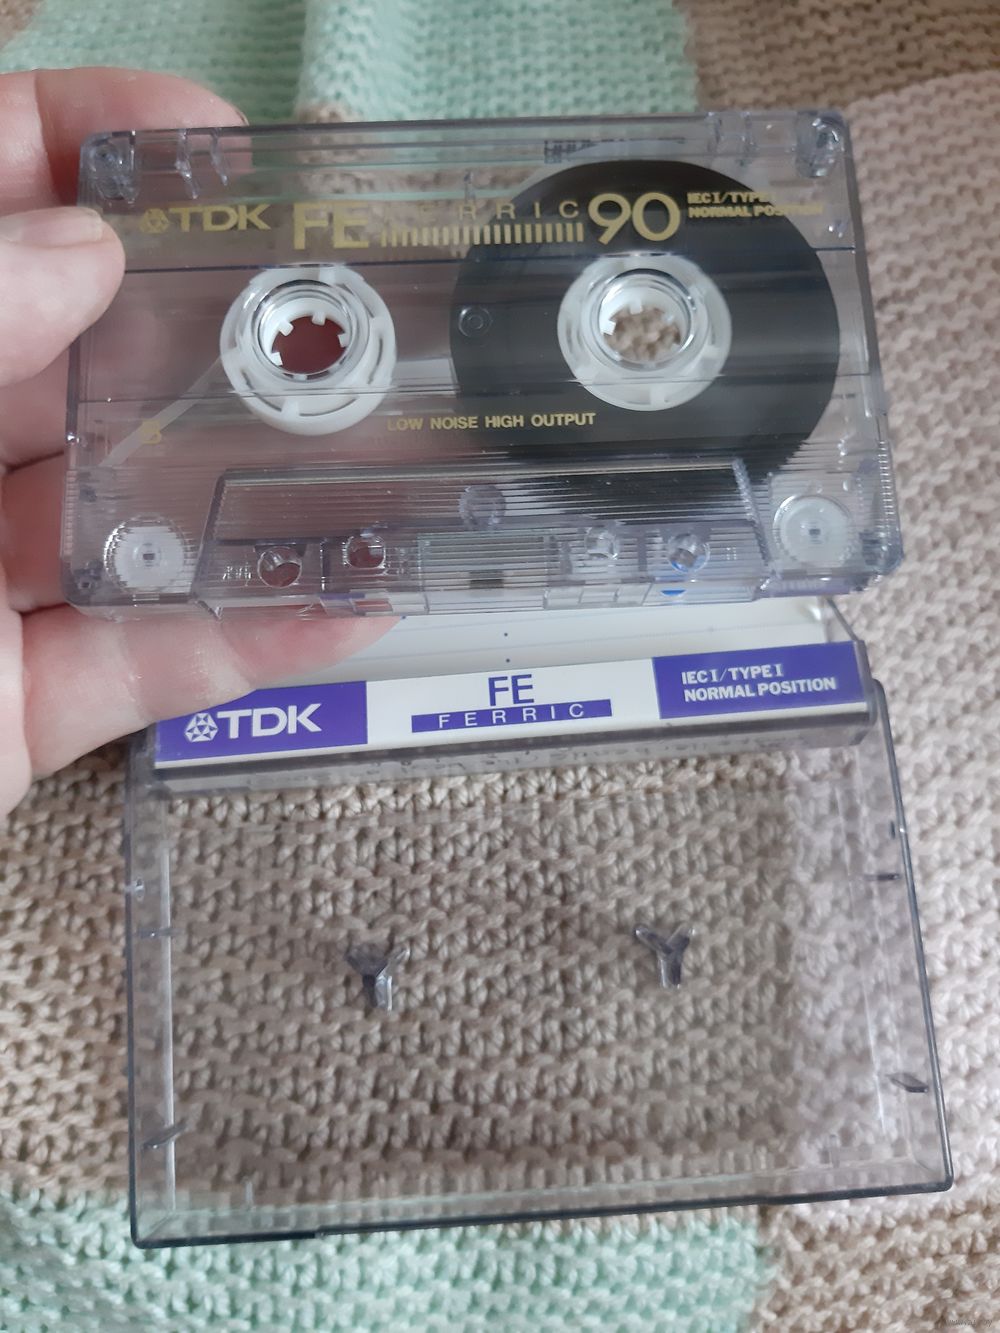 TDK FE FERRIC 90 IEC I/TYPE I
NORMAL POSITION
B
LOW NOISE HIGH OUTPUT
TDK
FE
FERRIC
IEC I/TYPE I
NORMAL POSITION